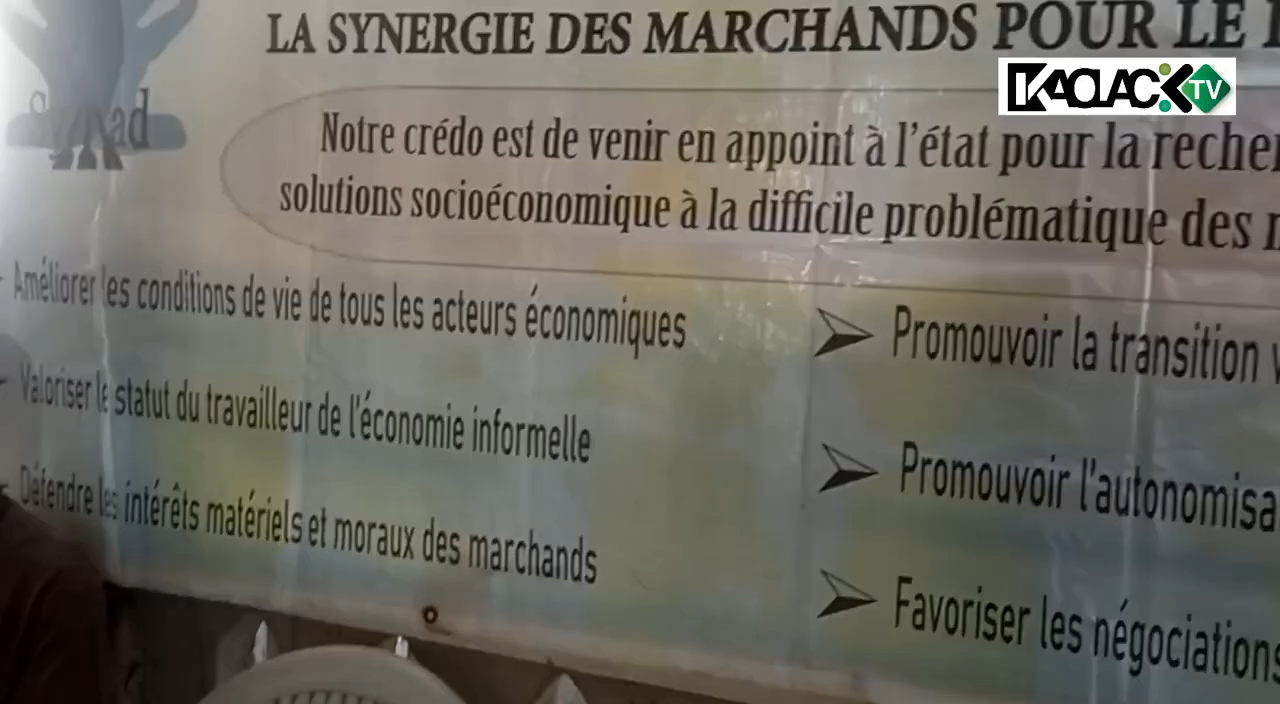 LA SYNERGIE DES MARCHANDS POUR LE
KAOLACK TV
Notre crédo est de venir en appoint à l'état pour la
solutions socioéconomique à la difficile problématique des
Améliorer les conditions de vie de tous les acteurs économiques
Valoriser le statut du travailleur de l'économie informelle
Défendre les intérêts matériels et moraux des marchands
Promouvoir la transition
Promouvoir
Favoriser les négociations